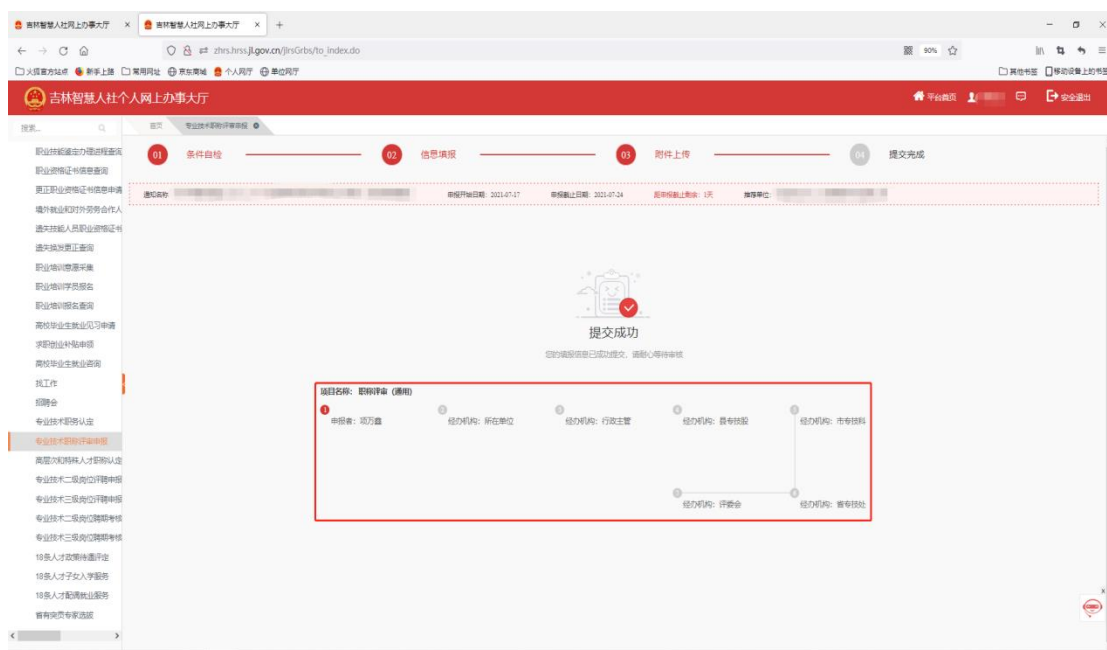 吉林智慧人社网上办事大厅 × 吉林智慧人社网上办事大厅 × +
zhrs.hrss.jl.gov.cn/jlrsGrbs/to_index.do 90%
火狐官方站点 新手上路 常用网址 京东商城 个人网厅 单位网厅 其他书签 移动设备上的书签
吉林智慧人社个人网上办事大厅 平台首页 安全退出
搜索... 首页 专业技术职称评审申报
01 条件自检 02 信息填报 03 附件上传 04 提交完成
通知名称: 申报开始日期: 2021-07-17 申报截止日期: 2021-07-24 距申报截止剩余: 1天 推荐单位:
职业技能鉴定办理进程查询
职业资格证书信息查询
更正职业资格证书信息申请
境外就业和对外劳务合作人
遗失技能人员职业资格证书
遗失换发更正查询
职业培训意愿采集
职业培训学员报名
职业培训报名查询
高校毕业生就业见习申请
求职创业补贴申领
高校毕业生就业咨询
找工作
招聘会
专业技术职务认定
专业技术职称评审申报
高层次和特殊人才职称认定
专业技术二级岗位评聘申报
专业技术三级岗位评聘申报
专业技术二级岗位聘期考核
专业技术三级岗位聘期考核
18条人才政策待遇评定
18条人才子女入学服务
18条人才配偶就业服务
省有突贡专家选拔
提交成功
您的填报信息已成功提交，请耐心等待审核
项目名称: 职称评审 (通用)
1 申报者: 项万鑫
2 经办机构: 所在单位
3 经办机构: 行政主管
4 经办机构: 县专技股
5 经办机构: 市专技科
7 经办机构: 评委会
6 经办机构: 省专技处